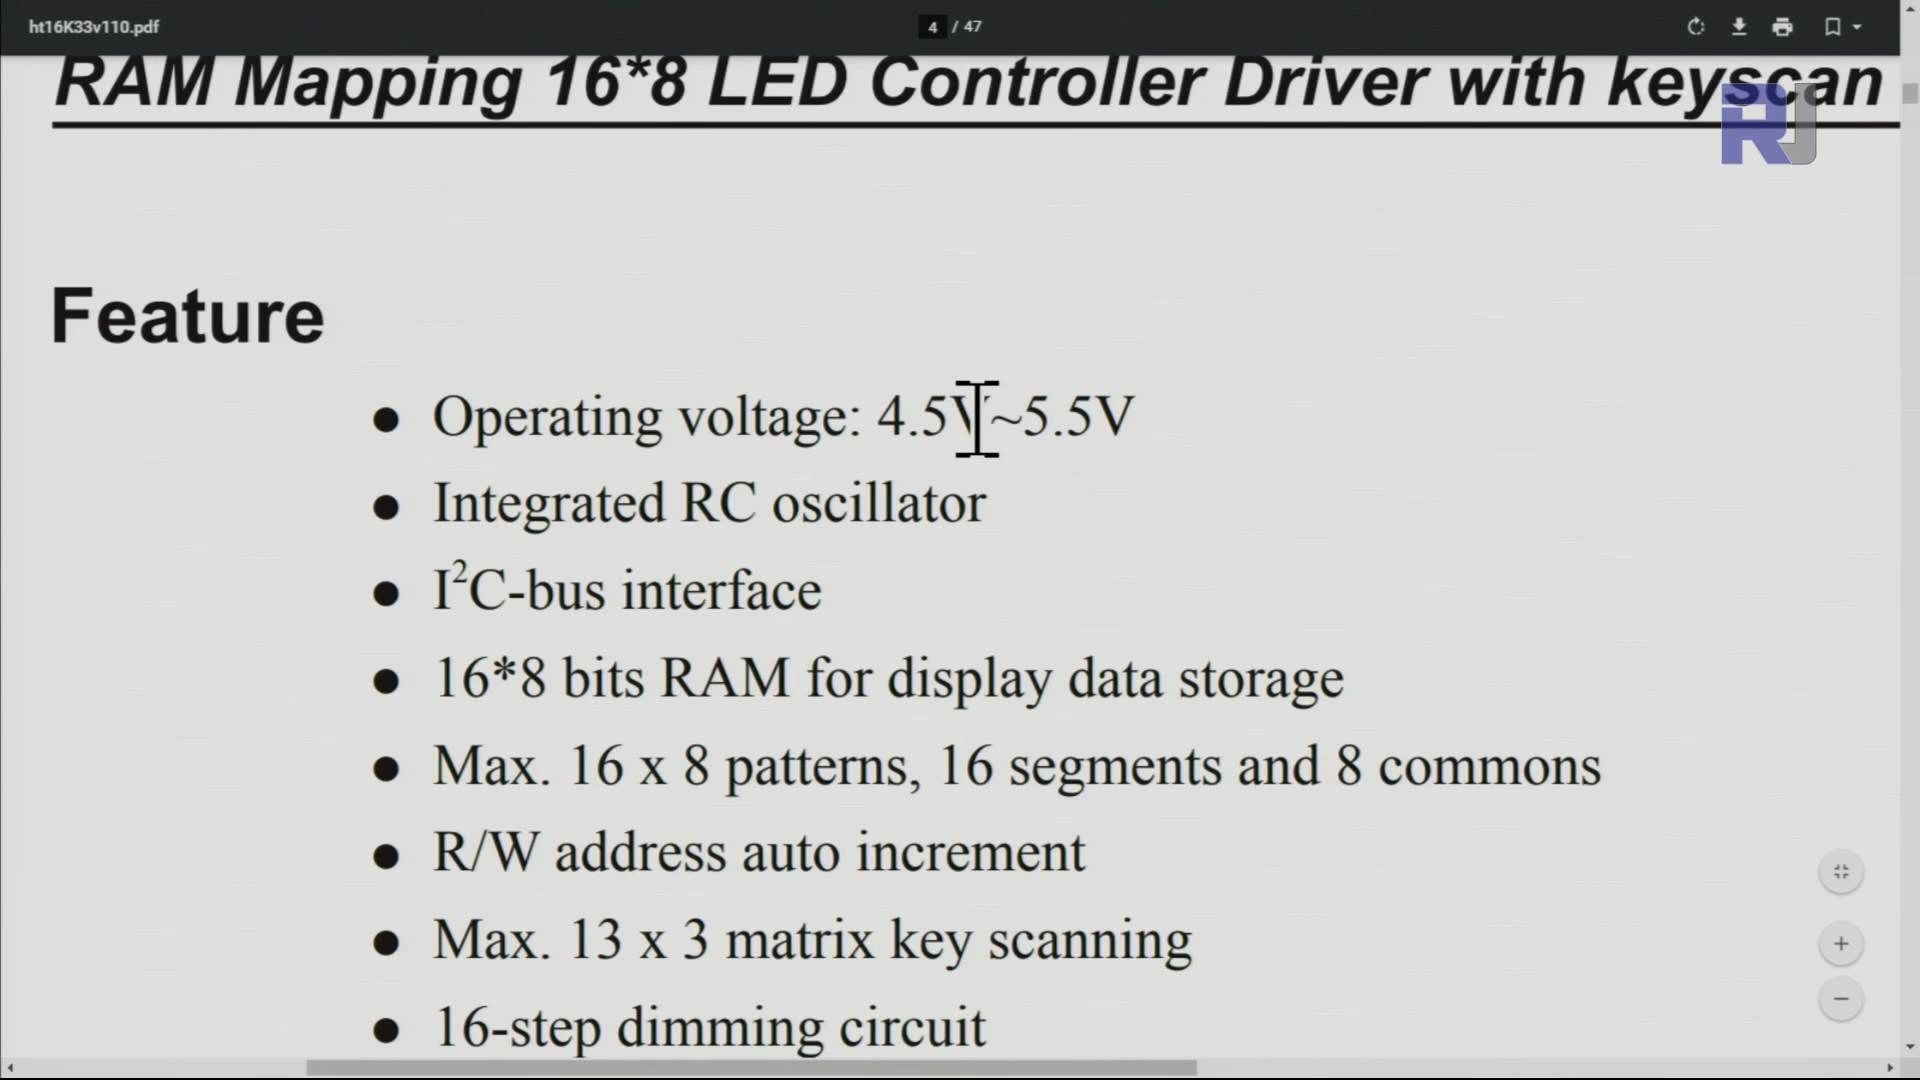 ht16K33v110.pdf
4 / 47
RAM Mapping 16*8 LED Controller Driver with keyscan
RJ
Feature
● Operating voltage: 4.5V~5.5V
● Integrated RC oscillator
● I²C-bus interface
● 16*8 bits RAM for display data storage
● Max. 16 x 8 patterns, 16 segments and 8 commons
● R/W address auto increment
● Max. 13 x 3 matrix key scanning
● 16-step dimming circuit